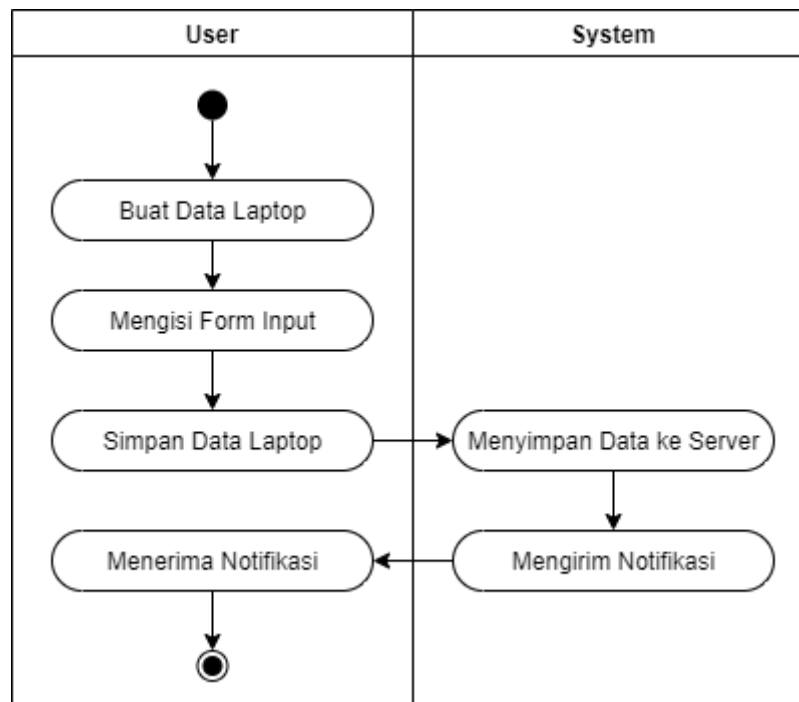 User
System
Buat Data Laptop
Mengisi Form Input
Simpan Data Laptop
Menyimpan Data ke Server
Menerima Notifikasi
Mengirim Notifikasi